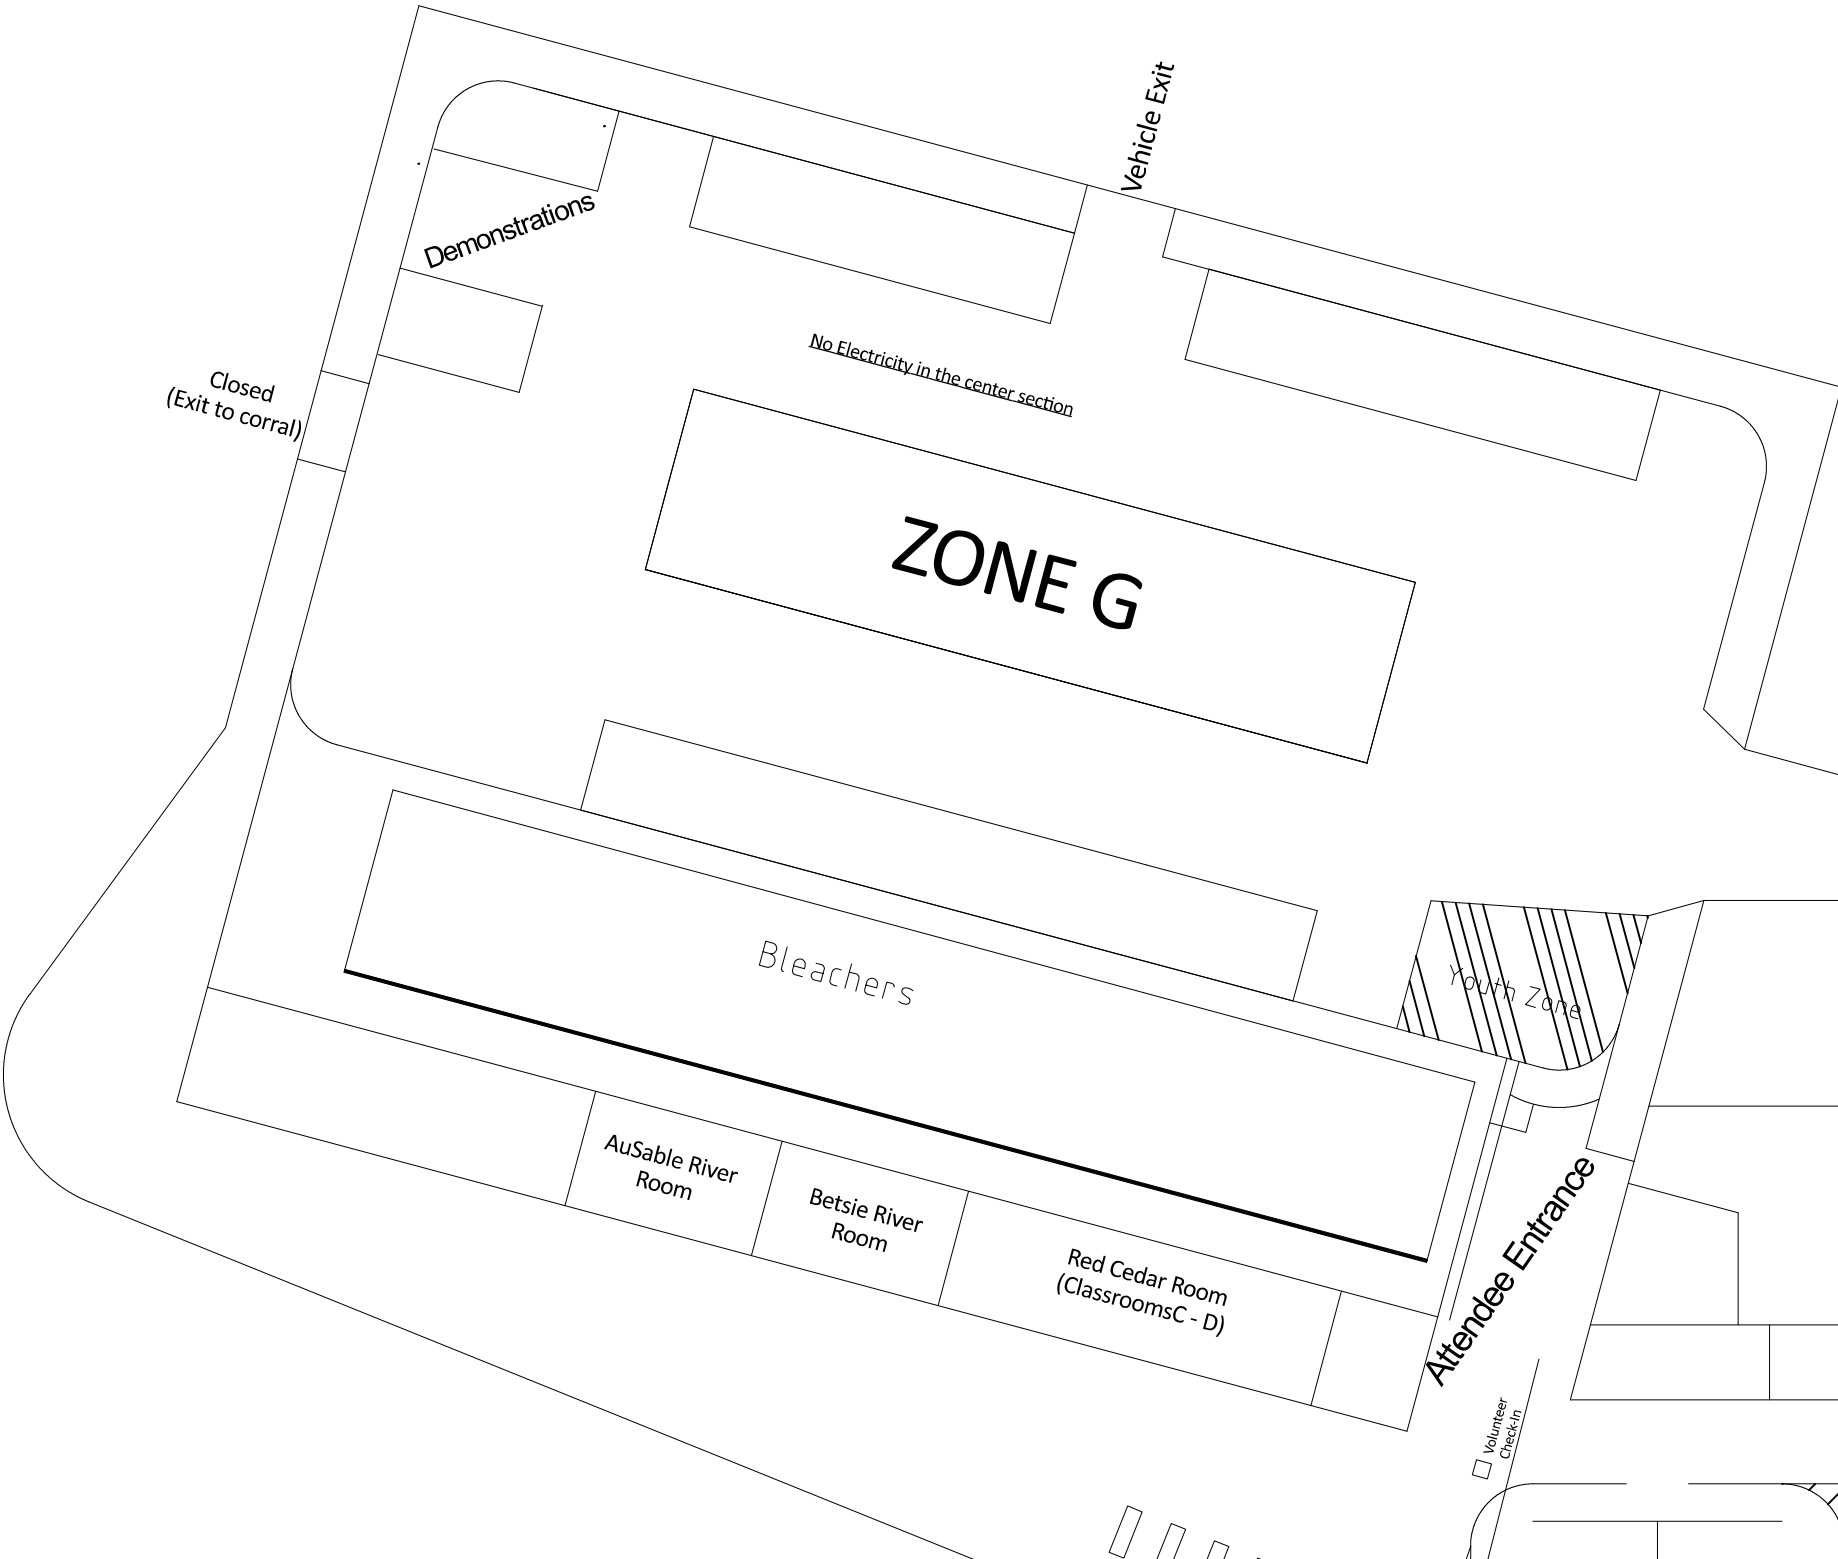 Vehicle Exit
Demonstrations
No Electricity in the center section
Closed
(Exit to corral)
ZONE G
Bleachers
Youth Zone
AuSable River
Room
Betsie River
Room
Red Cedar Room
(ClassroomsC - D)
Attendee Entrance
Volunteer
Check-In